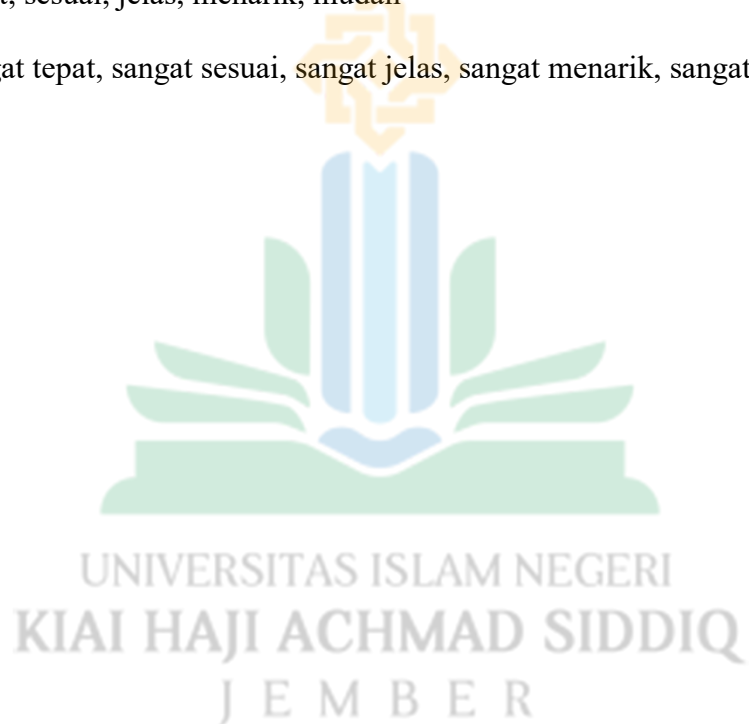 sesuai, jelas, menarik, mudah
tepat, sangat sesuai, sangat jelas, sangat menarik, sangat
UNIVERSITAS ISLAM NEGERI
KIAI HAJI ACHMAD SIDDIQ
JEMBER